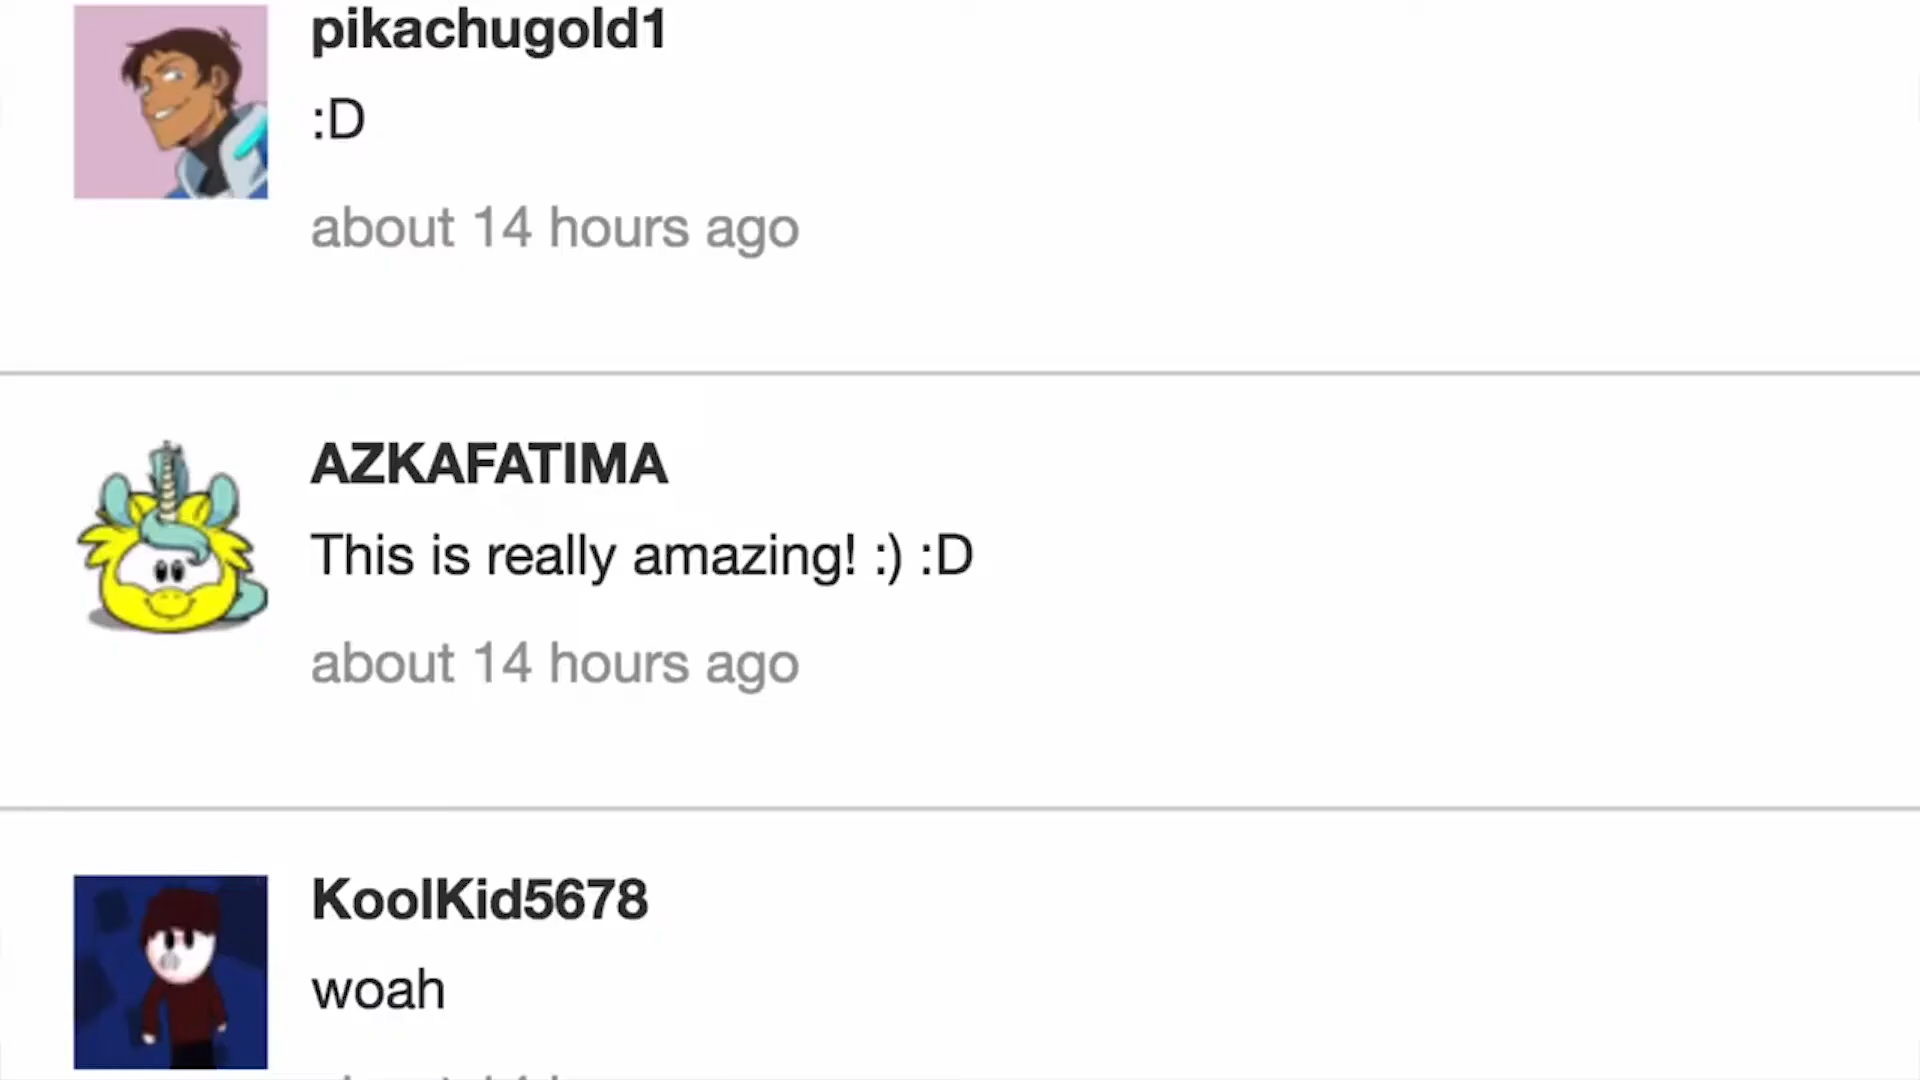 pikachugold1
:D
about 14 hours ago
AZKAFATIMA
This is really amazing! :) :D
about 14 hours ago
KoolKid5678
woah